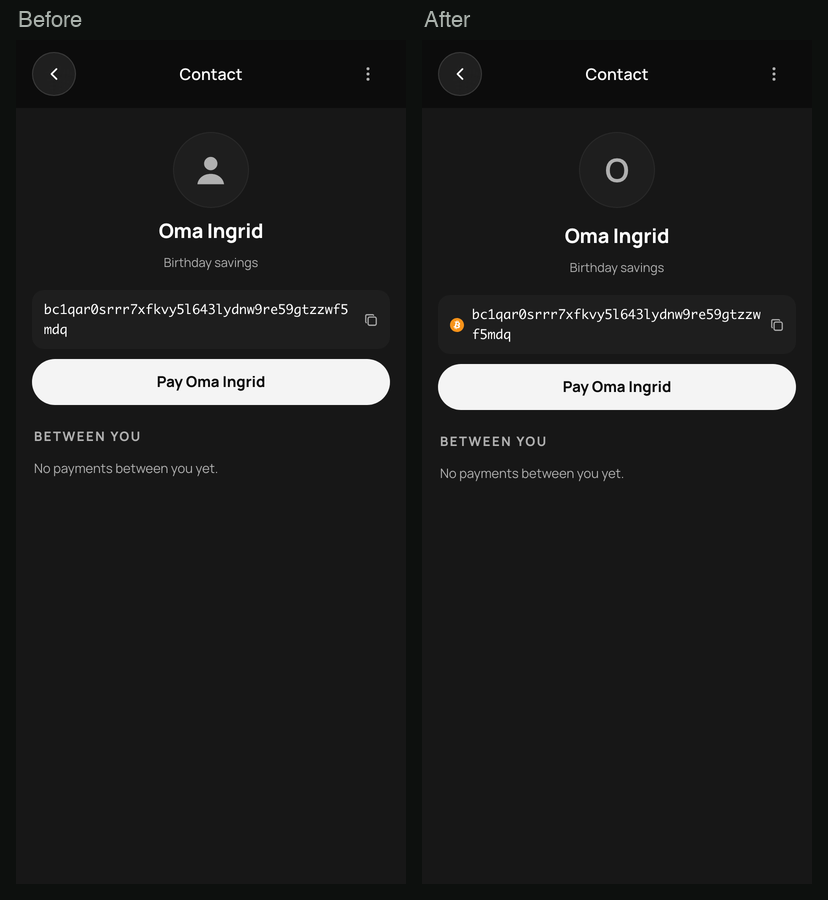 Before
Contact
Oma Ingrid
Birthday savings
bc1qar0srrr7xfkvy5l643lydnw9re59gtzzwf5
mdq
Pay Oma Ingrid
BETWEEN YOU
No payments between you yet.
After
Contact
O
Oma Ingrid
Birthday savings
bc1qar0srrr7xfkvy5l643lydnw9re59gtzzw
f5mdq
Pay Oma Ingrid
BETWEEN YOU
No payments between you yet.